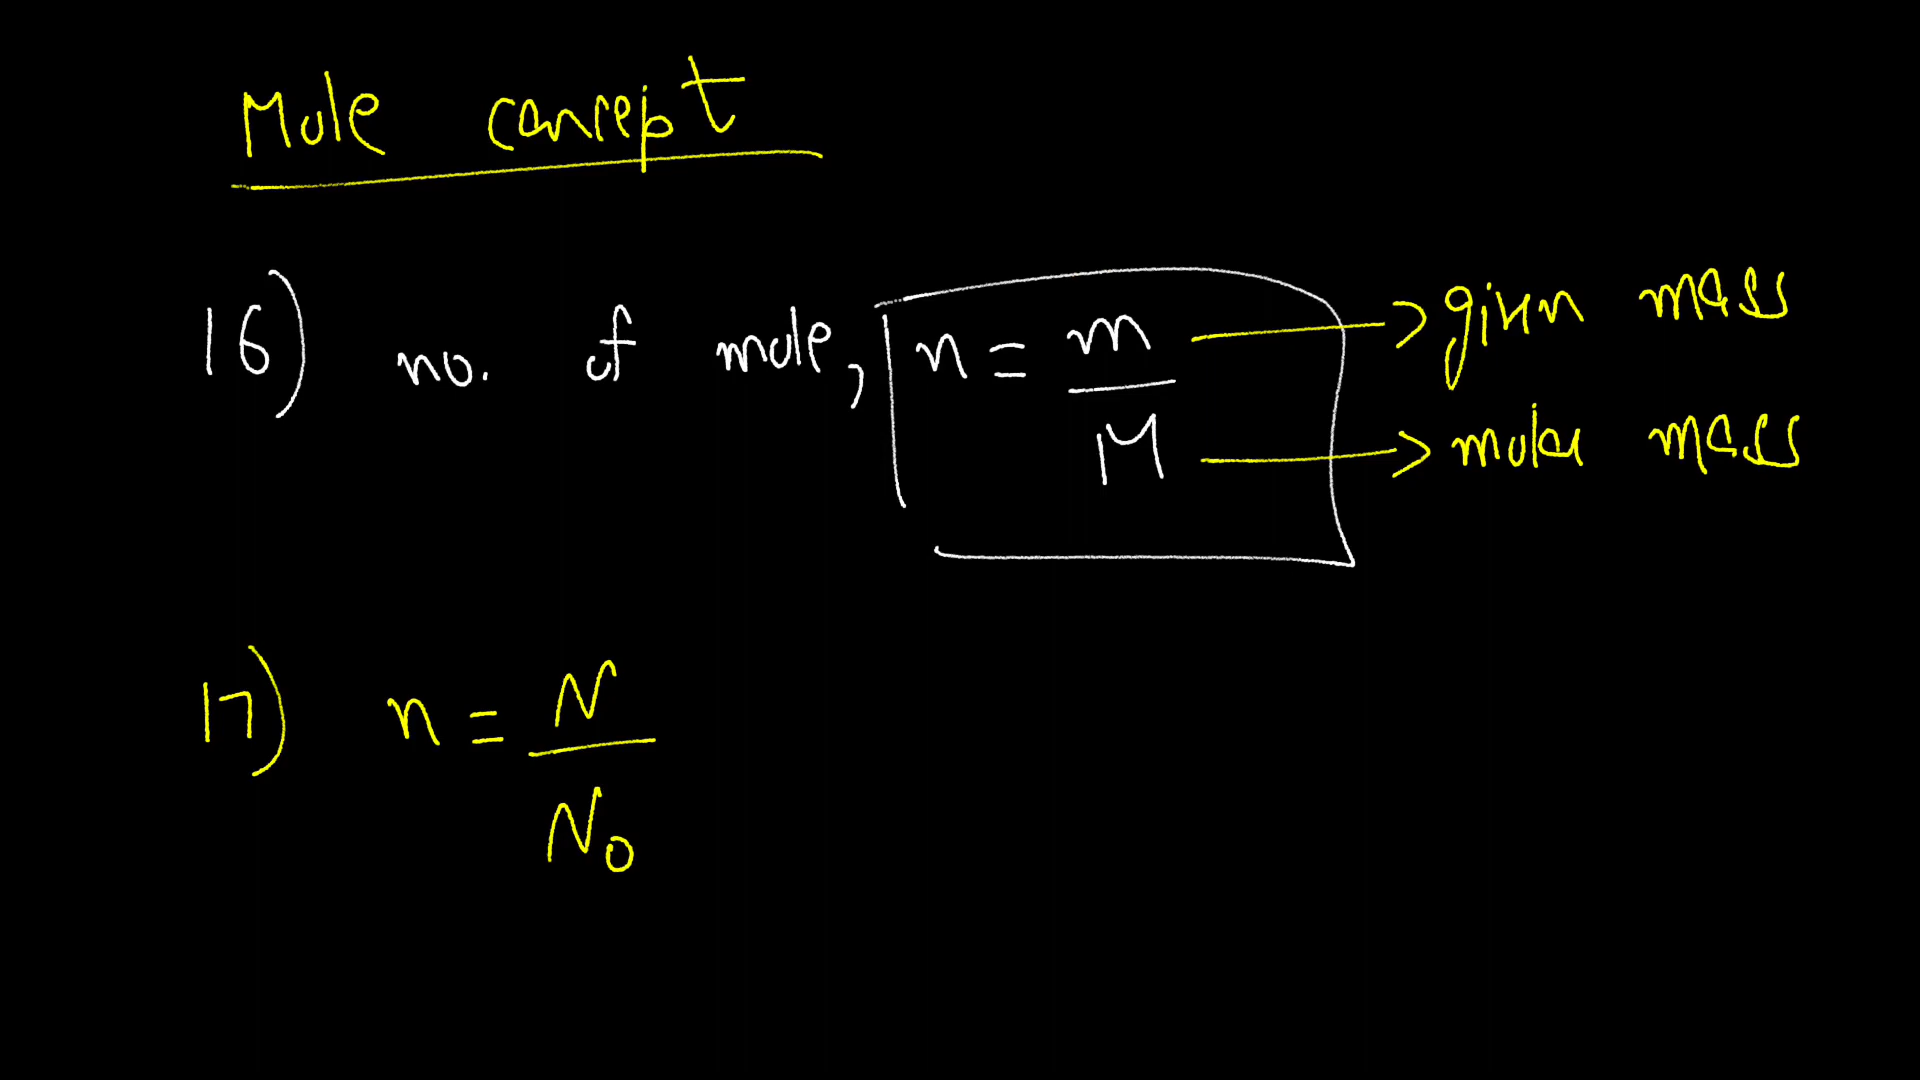 Mole concept
16) no. of mole, n = m/M → given mass
→ molar mass
17) n = N/N₀